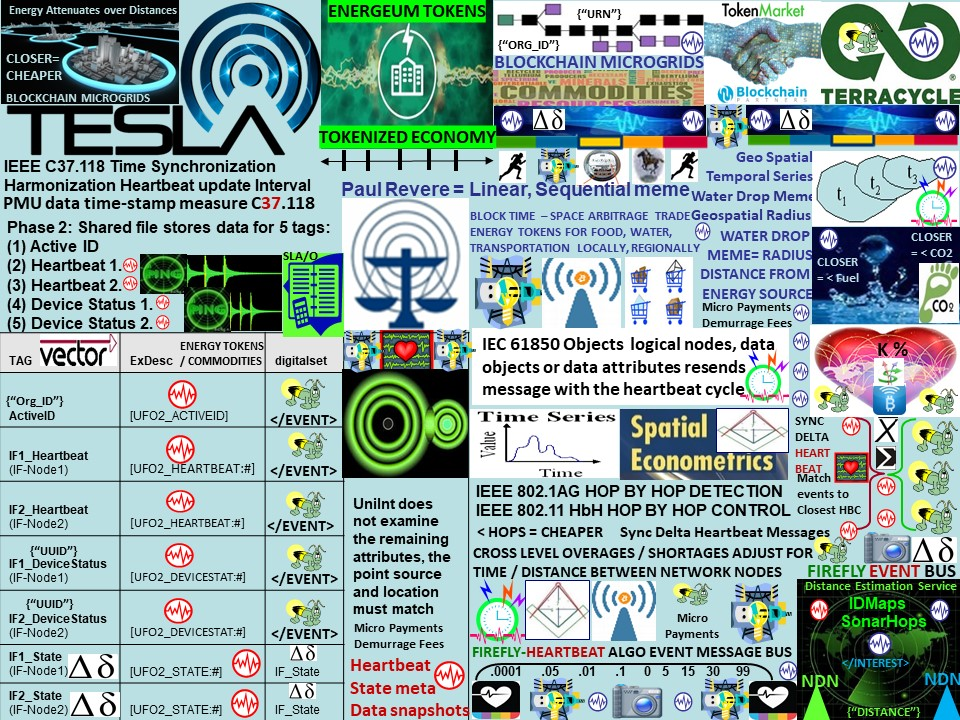 Energy Attenuates over Distances
CLOSER=
CHEAPER
BLOCKCHAIN MICROGRIDS
TESLA
ENERGEUM TOKENS
TOKENIZED ECONOMY
{“URN”}
{“ORG_ID”}
BLOCKCHAIN MICROGRIDS
COMMODITIES
RESOURCES
TokenMarket
Blockchain
PARTNERS
TERRACYCLE
Δδ
Δδ
IEEE C37.118 Time Synchronization
Harmonization Heartbeat update Interval
PMU data time-stamp measure C37.118
Phase 2: Shared file stores data for 5 tags:
(1) Active ID
(2) Heartbeat 1.
(3) Heartbeat 2.
(4) Device Status 1.
(5) Device Status 2.
MNG
MNG
SLA/O
Paul Revere = Linear, Sequential meme
BLOCK TIME – SPACE ARBITRAGE TRADE
ENERGY TOKENS FOR FOOD, WATER,
TRANSPORTATION LOCALLY, REGIONALLY
Geo Spatial
Temporal Series
Water Drop Meme
Geospatial Radius
WATER DROP
MEME= RADIUS
DISTANCE FROM
ENERGY SOURCE
Micro Payments
Demurrage Fees
t1
t2
t3
CLOSER
= < CO2
CLOSER
= < Fuel
CO2
TAG
vector
ExDesc
ENERGY TOKENS
/ COMMODITIES
digitalset
{“Org_ID”}
ActiveID
[UFO2_ACTIVEID]
</EVENT>
IF1_Heartbeat
(IF-Node1)
[UFO2_HEARTBEAT:#]
</EVENT>
IF2_Heartbeat
(IF-Node2)
[UFO2_HEARTBEAT:#]
</EVENT>
{“UUID”}
IF1_DeviceStatus
(IF-Node1)
[UFO2_DEVICESTAT:#]
</EVENT>
{“UUID”}
IF2_DeviceStatus
(IF-Node2)
[UFO2_DEVICESTAT:#]
</EVENT>
IF1_State
(IF-Node1)
Δδ
[UFO2_STATE:#]
Δδ
IF_State
IF2_State
(IF-Node2)
Δδ
[UFO2_STATE:#]
Δδ
IF_State
UniInt does
not examine
the remaining
attributes, the
point source
and location
must match
Micro Payments
Demurrage Fees
Heartbeat
State meta
Data snapshots
IEC 61850 Objects logical nodes, data
objects or data attributes resends
message with the heartbeat cycle
Time Series
Value
Time
Spatial
Econometrics
K %
SYNC
DELTA
HEART
BEAT
Match
events to
Closest HBC
X
Σ
Δδ
FIREFLY EVENT BUS
IEEE 802.1AG HOP BY HOP DETECTION
IEEE 802.11 HbH HOP BY HOP CONTROL
< HOPS = CHEAPER Sync Delta Heartbeat Messages
CROSS LEVEL OVERAGES / SHORTAGES ADJUST FOR
TIME / DISTANCE BETWEEN NETWORK NODES
Micro
Payments
FIREFLY-HEARTBEAT ALGO EVENT MESSAGE BUS
.0001 .05 .01 .1 0 5 15 30 99
Distance Estimation Service
IDMaps
SonarHops
</INTEREST>
NDN
NDN
{“DISTANCE”}